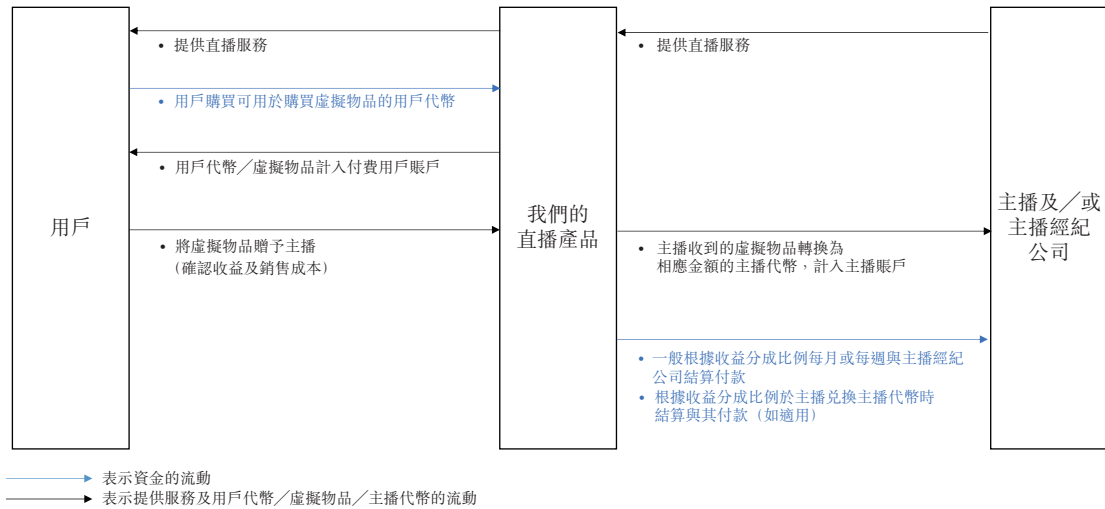 用戶
• 提供直播服務
• 用戶購買可用於購買虛擬物品的用戶代幣
• 用戶代幣／虛擬物品計入付費用戶賬戶
• 將虛擬物品贈予主播
(確認收益及銷售成本)
我們的
直播產品
• 提供直播服務
• 主播收到的虛擬物品轉換為
相應金額的主播代幣，計入主播賬戶
• 一般根據收益分成比例每月或每週與主播經紀
公司結算付款
• 根據收益分成比例於主播兌換主播代幣時
結算與其付款（如適用）
主播及／或
主播經紀
公司
表示資金的流動
表示提供服務及用戶代幣／虛擬物品／主播代幣的流動